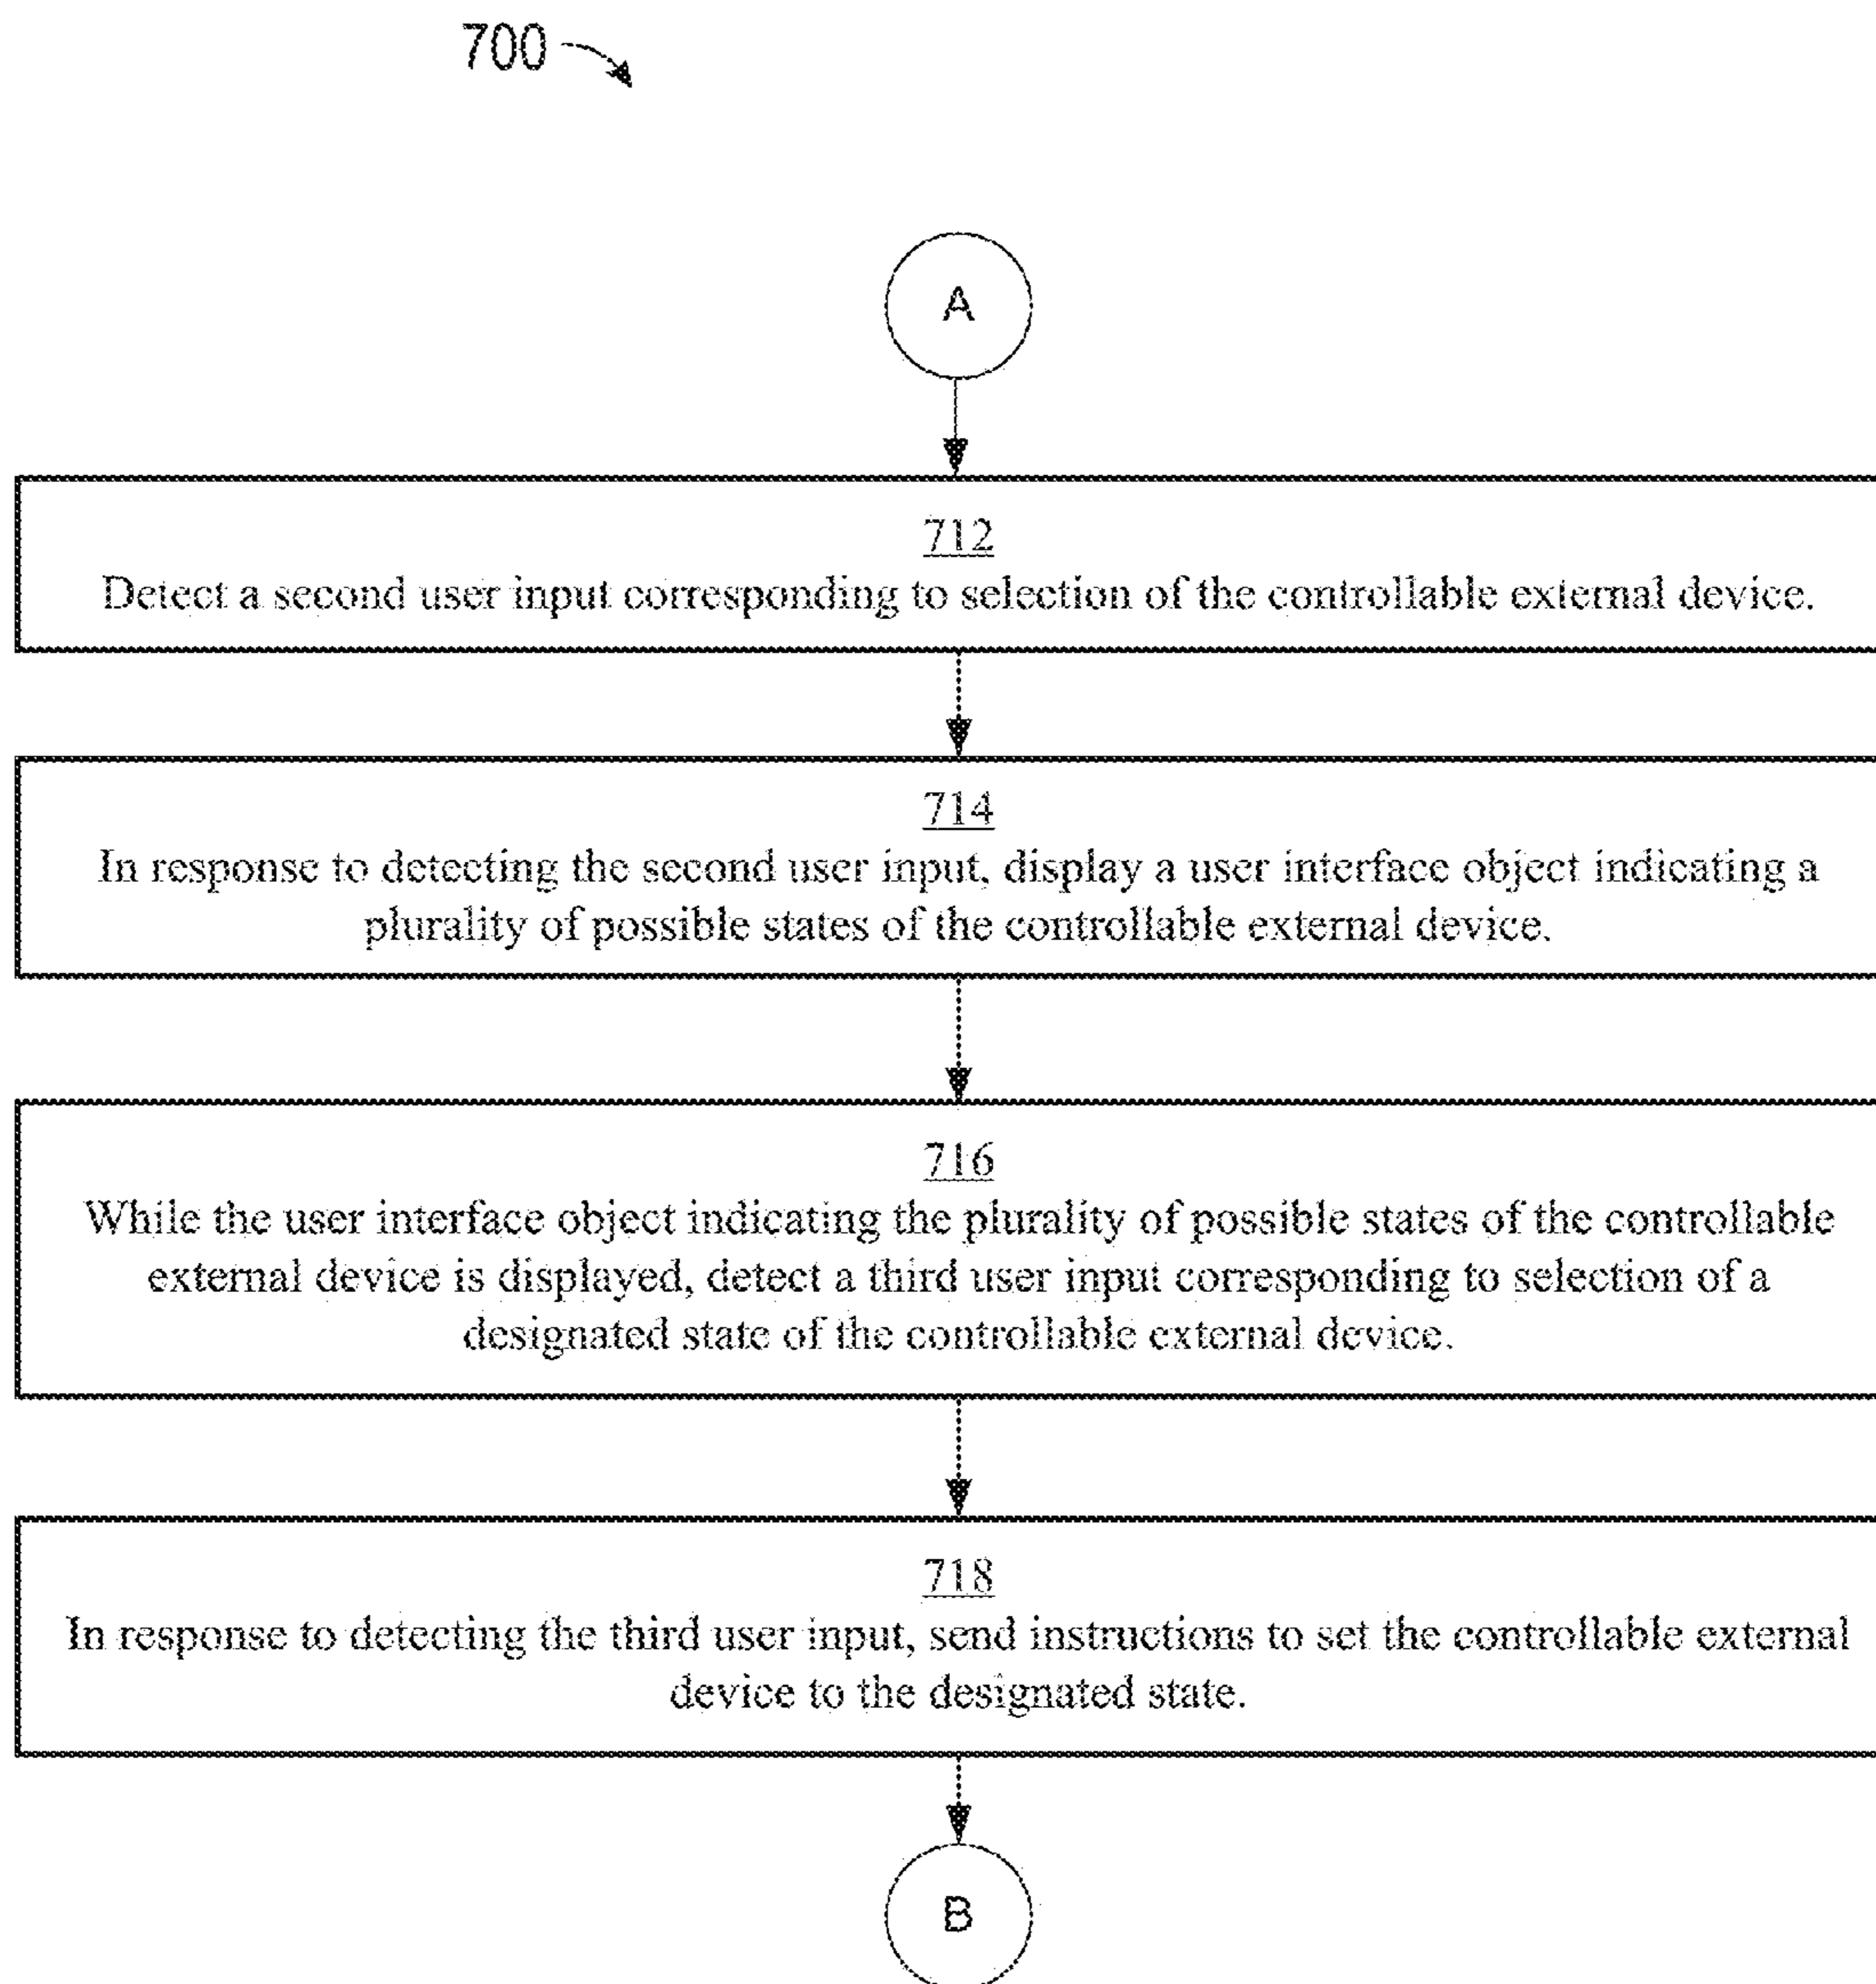 700
A
712
Detect a second user input corresponding to selection of the controllable external device.
714
In response to detecting the second user input, display a user interface object indicating a
plurality of possible states of the controllable external device.
716
While the user interface object indicating the plurality of possible states of the controllable
external device is displayed, detect a third user input corresponding to selection of a
designated state of the controllable external device.
718
In response to detecting the third user input, send instructions to set the controllable external
device to the designated state.
B